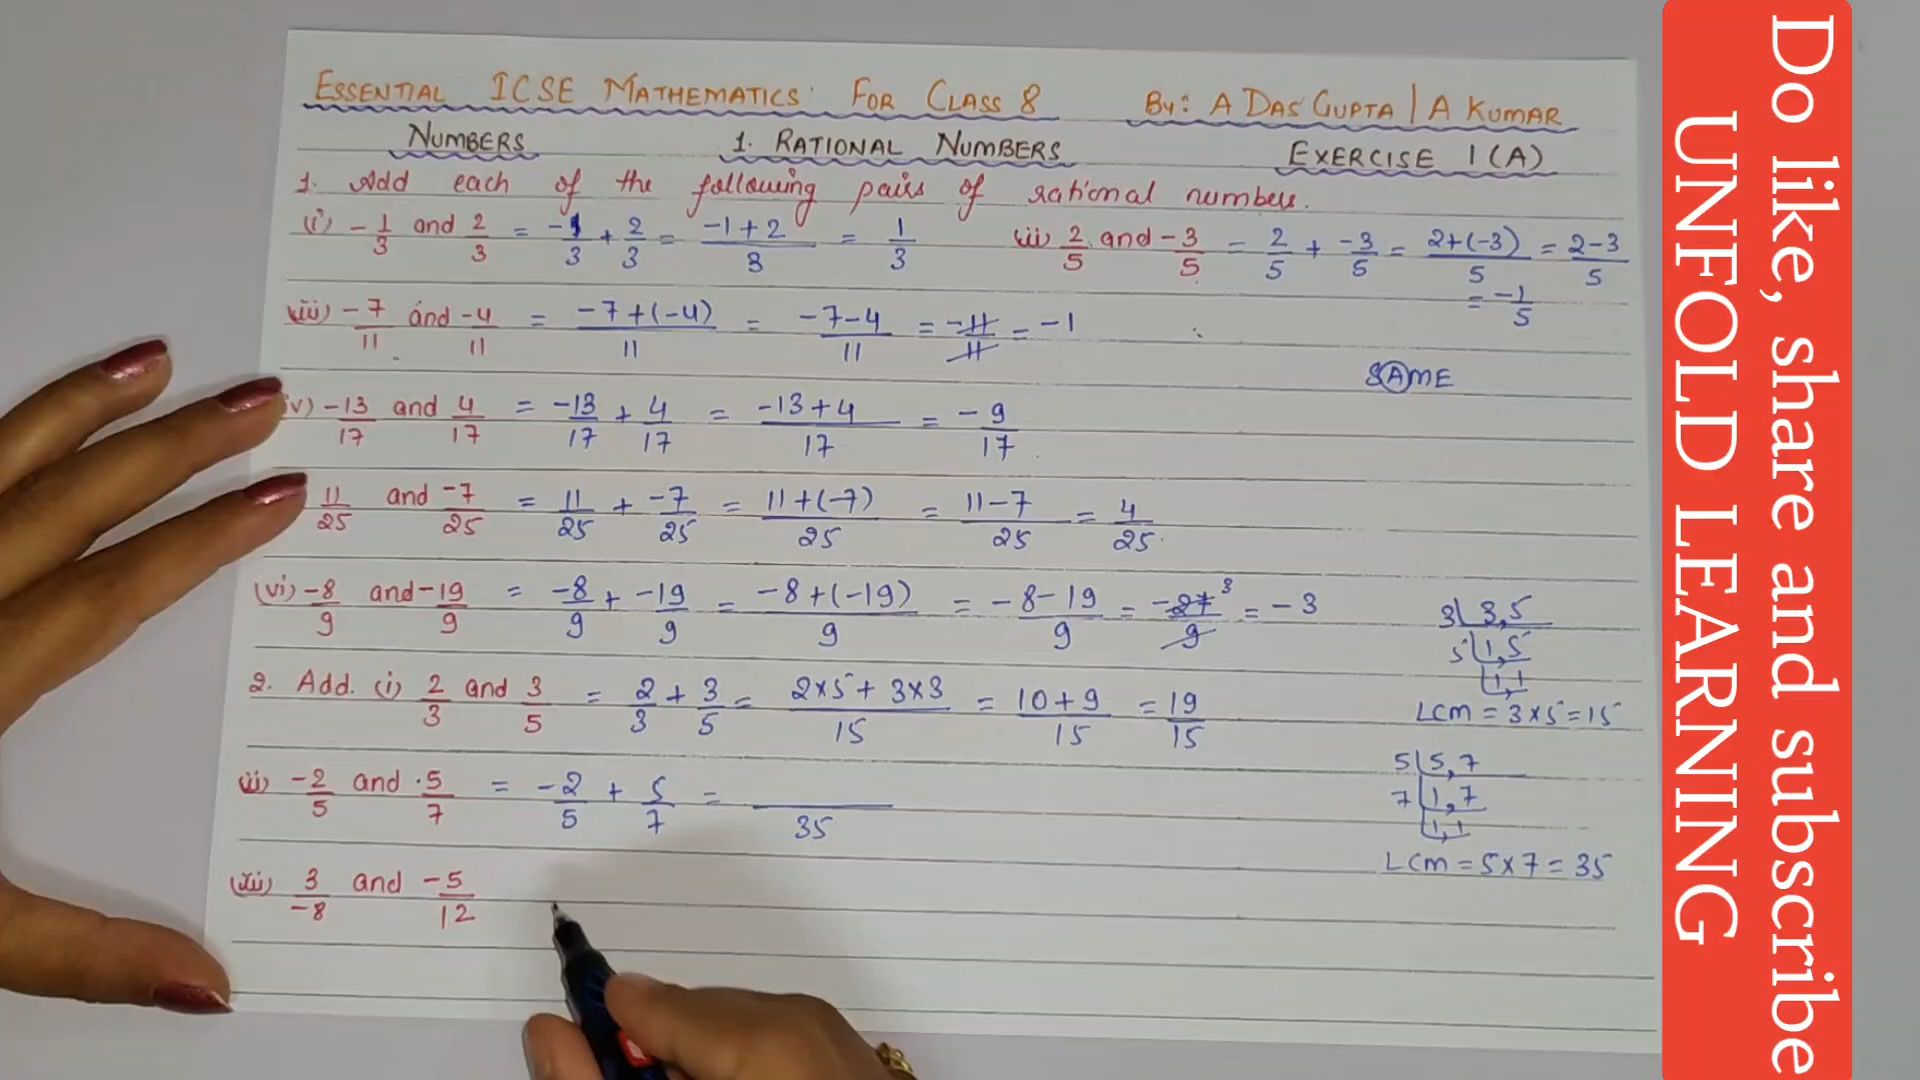 ESSENTIAL ICSE MATHEMATICS FOR CLASS 8 By: A DAS GUPTA | A KUMAR
NUMBERS 1. RATIONAL NUMBERS EXERCISE 1(A)
1. Add each of the following pairs of rational numbers.
(i) -1/3 and 2/3 = -1/3 + 2/3 = (-1+2)/3 = 1/3 (ii) 2/5 and -3/5 = 2/5 + -3/5 = (2+(-3))/5 = (2-3)/5
= -1/5
(iii) -7/11 and -4/11 = (-7+(-4))/11 = (-7-4)/11 = -11/11 = -1
SAME
iv) -13/17 and 4/17 = -13/17 + 4/17 = (-13+4)/17 = -9/17
11/25 and -7/25 = 11/25 + -7/25 = (11+(-7))/25 = (11-7)/25 = 4/25
(vi) -8/9 and -19/9 = -8/9 + -19/9 = (-8+(-19))/9 = (-8-19)/9 = -27/9 3 = -3
3 | 3, 5
5 | 1, 5
1, 1
2. Add. (i) 2/3 and 3/5 = 2/3 + 3/5 = (2×5+3×3)/15 = (10+9)/15 = 19/15
LCM = 3×5=15
5 | 5, 7
7 | 1, 7
1, 1
(ii) -2/5 and 5/7 = -2/5 + 5/7 = /35
LCM = 5×7=35
(iii) 3/-8 and -5/12
Do like, share and subscribe
UNFOLD LEARNING